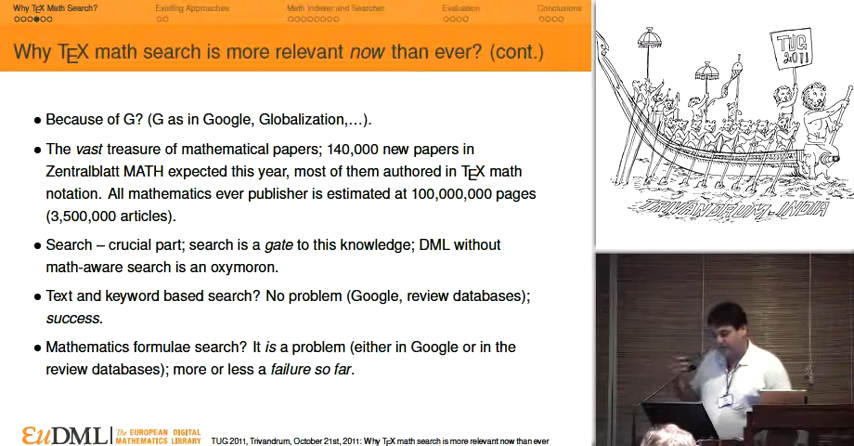 Why TEX Math Search?
Existing Approaches
Math Indexer and Searcher
Evaluation
Conclusions
Why TEX math search is more relevant now than ever? (cont.)
• Because of G? (G as in Google, Globalization,...).
• The vast treasure of mathematical papers; 140,000 new papers in
Zentralblatt MATH expected this year, most of them authored in TEX math
notation. All mathematics ever publisher is estimated at 100,000,000 pages
(3,500,000 articles).
• Search – crucial part; search is a gate to this knowledge; DML without
math-aware search is an oxymoron.
• Text and keyword based search? No problem (Google, review databases);
success.
• Mathematics formulae search? It is a problem (either in Google or in the
review databases); more or less a failure so far.
EuDML
The EUROPEAN DIGITAL
MATHEMATICS LIBRARY
TUG 2011, Trivandrum, October 21st, 2011: Why TEX math search is more relevant now than ever
TUG
2011
TRIVANDRUM - INDIA